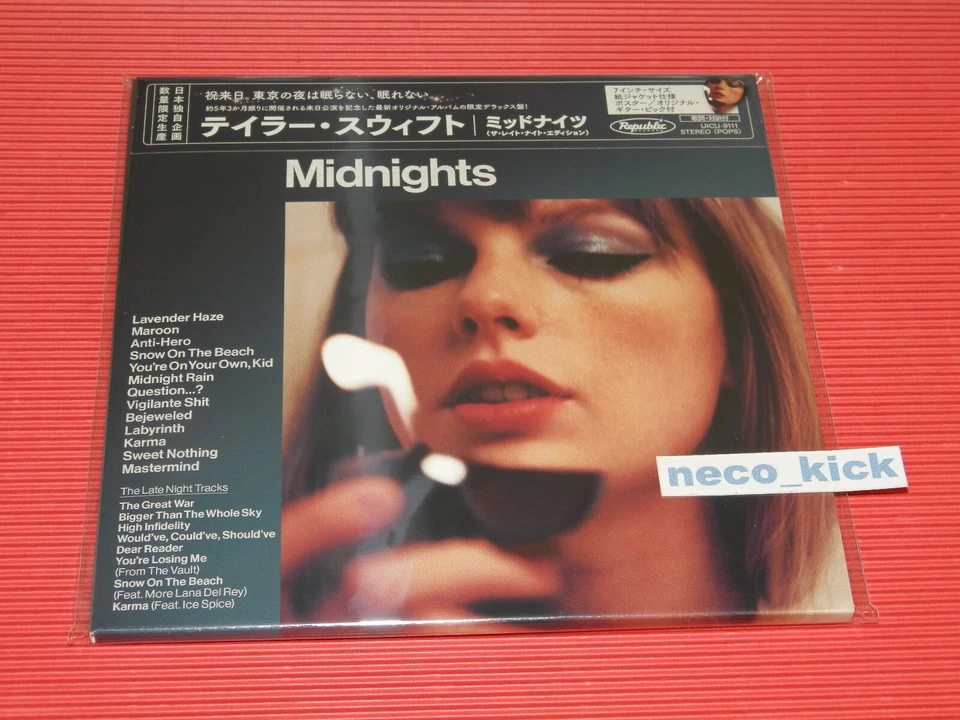 数量限定生産
日本独自企画
祝来日。東京の夜は眠らない、眠れない。
約5年3か月振りに開催される来日公演を記念した最新オリジナル・アルバムの限定デラックス盤!
テイラー・スウィフト | ミッドナイツ
(ザ・レイト・ナイト・エディション)
7インチ・サイズ
紙ジャケット仕様
ポスター/オリジナル・
ギター・ピック付
歌詞・対訳付
Republic
UICU-9111
STEREO (POPS)
Midnights
Lavender Haze
Maroon
Anti-Hero
Snow On The Beach
You're On Your Own, Kid
Midnight Rain
Question...?
Vigilante Shit
Bejeweled
Labyrinth
Karma
Sweet Nothing
Mastermind
The Late Night Tracks
The Great War
Bigger Than The Whole Sky
High Infidelity
Would've, Could've, Should've
Dear Reader
You're Losing Me
(From The Vault)
Snow On The Beach
(Feat. More Lana Del Rey)
Karma (Feat. Ice Spice)
neco_kick